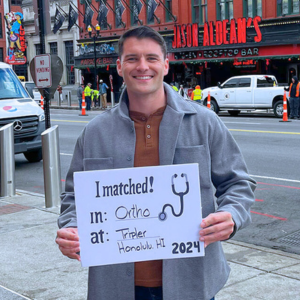 JASON ALDEAN'S
I matched!
in: Ortho
at: Tripler
Honolulu, HI
2024